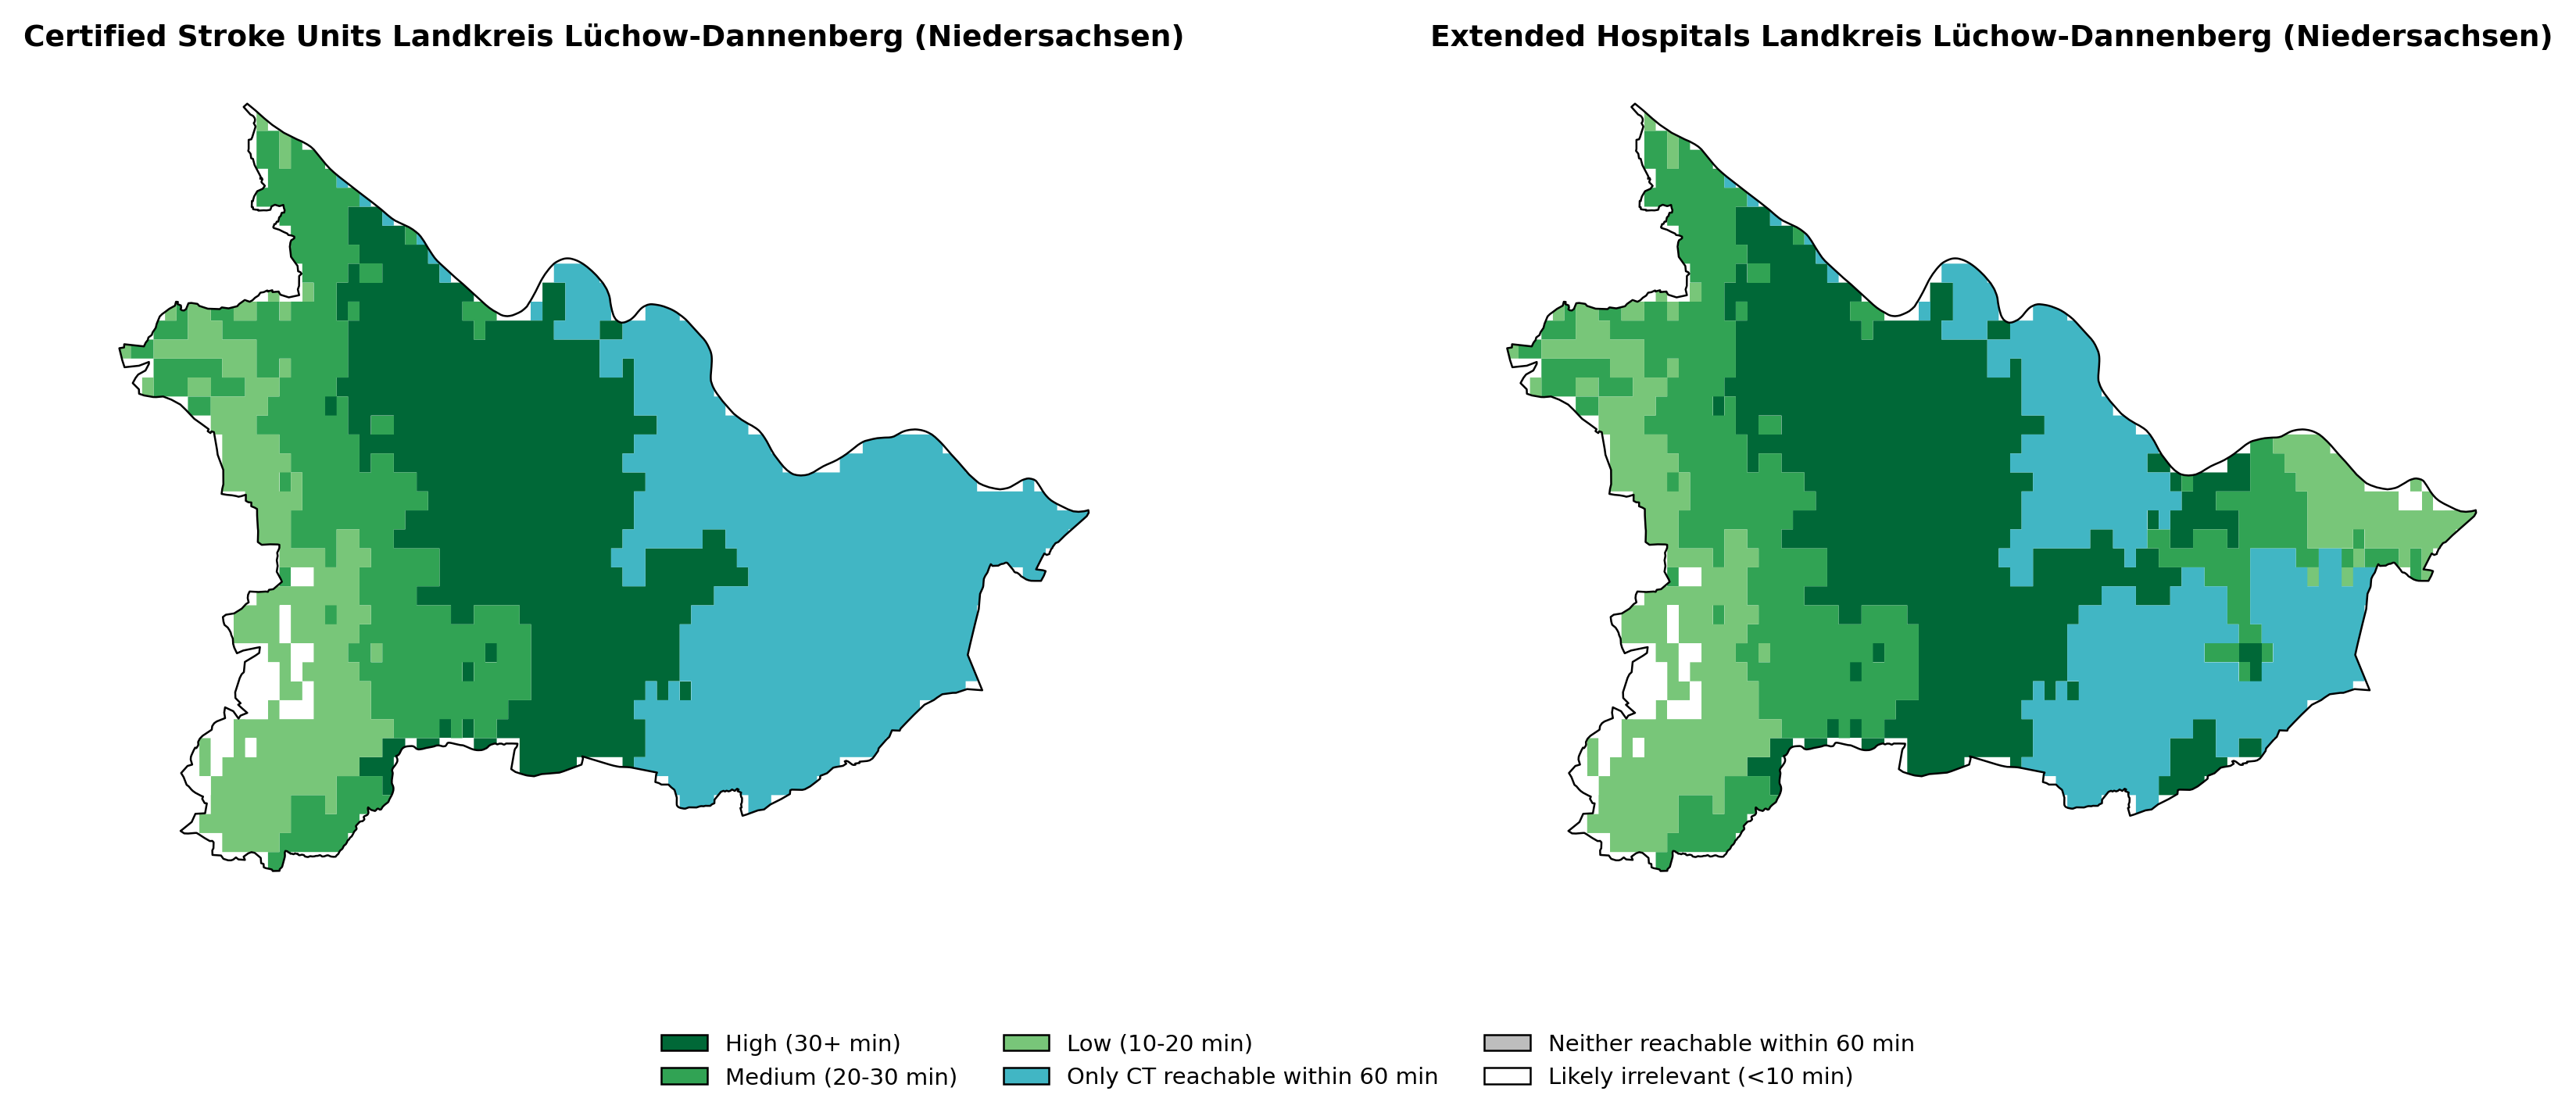 Certified Stroke Units Landkreis Lüchow-Dannenberg (Niedersachsen)
Extended Hospitals Landkreis Lüchow-Dannenberg (Niedersachsen)
High (30+ min)
Medium (20-30 min)
Low (10-20 min)
Only CT reachable within 60 min
Neither reachable within 60 min
Likely irrelevant (<10 min)